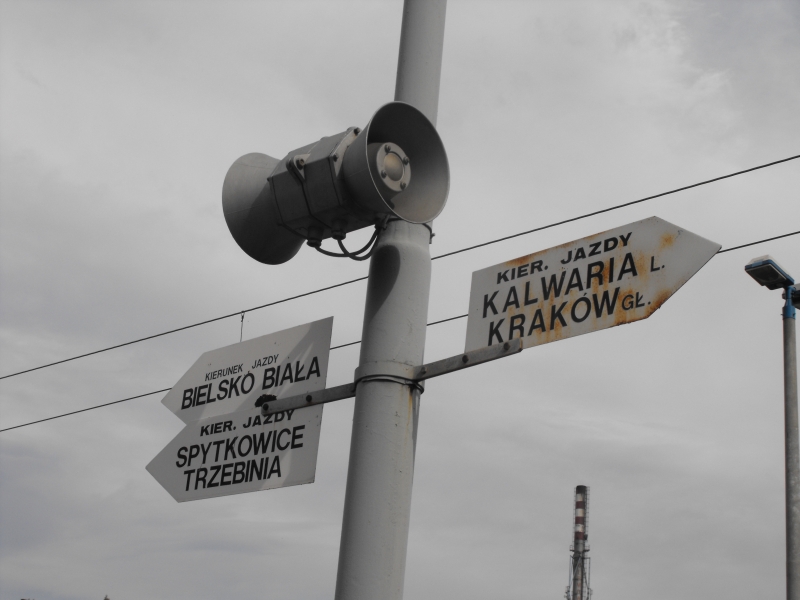 KIERUNEK JAZDY
BIELSKO BIAŁA
KIER. JAZDY
SPYTKOWICE
TRZEBINIA
KIER. JAZDY
KALWARIA L.
KRAKÓW GŁ.